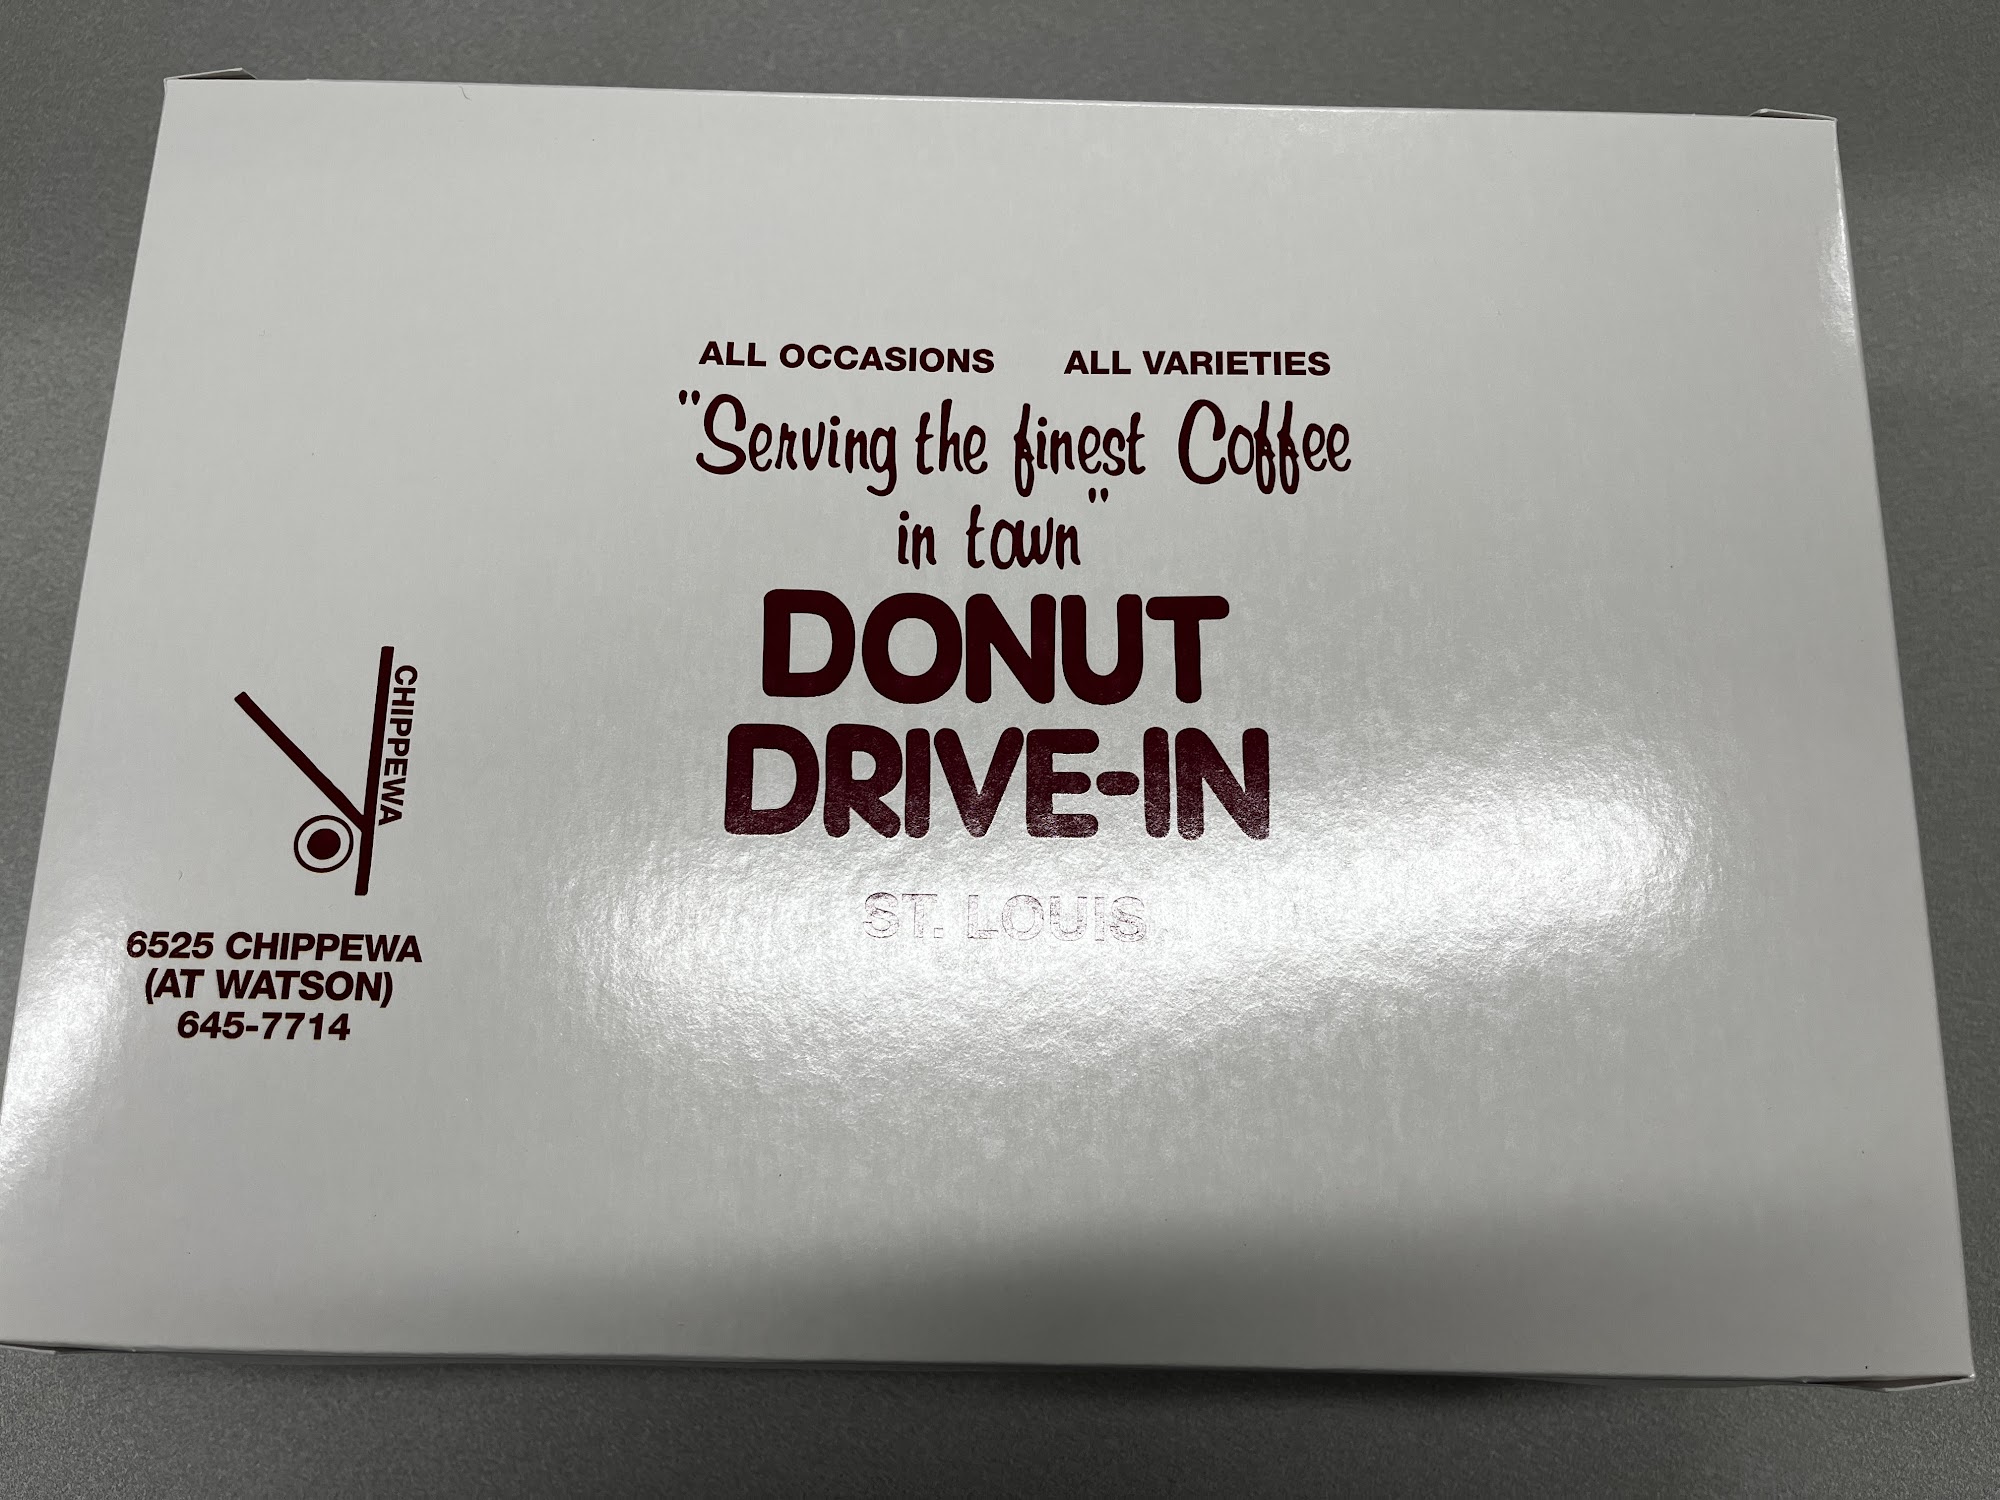 ALL OCCASIONS ALL VARIETIES
"Serving the finest Coffee
in town"
DONUT
DRIVE-IN
ST. LOUIS
CHIPPEWA
6525 CHIPPEWA
(AT WATSON)
645-7714